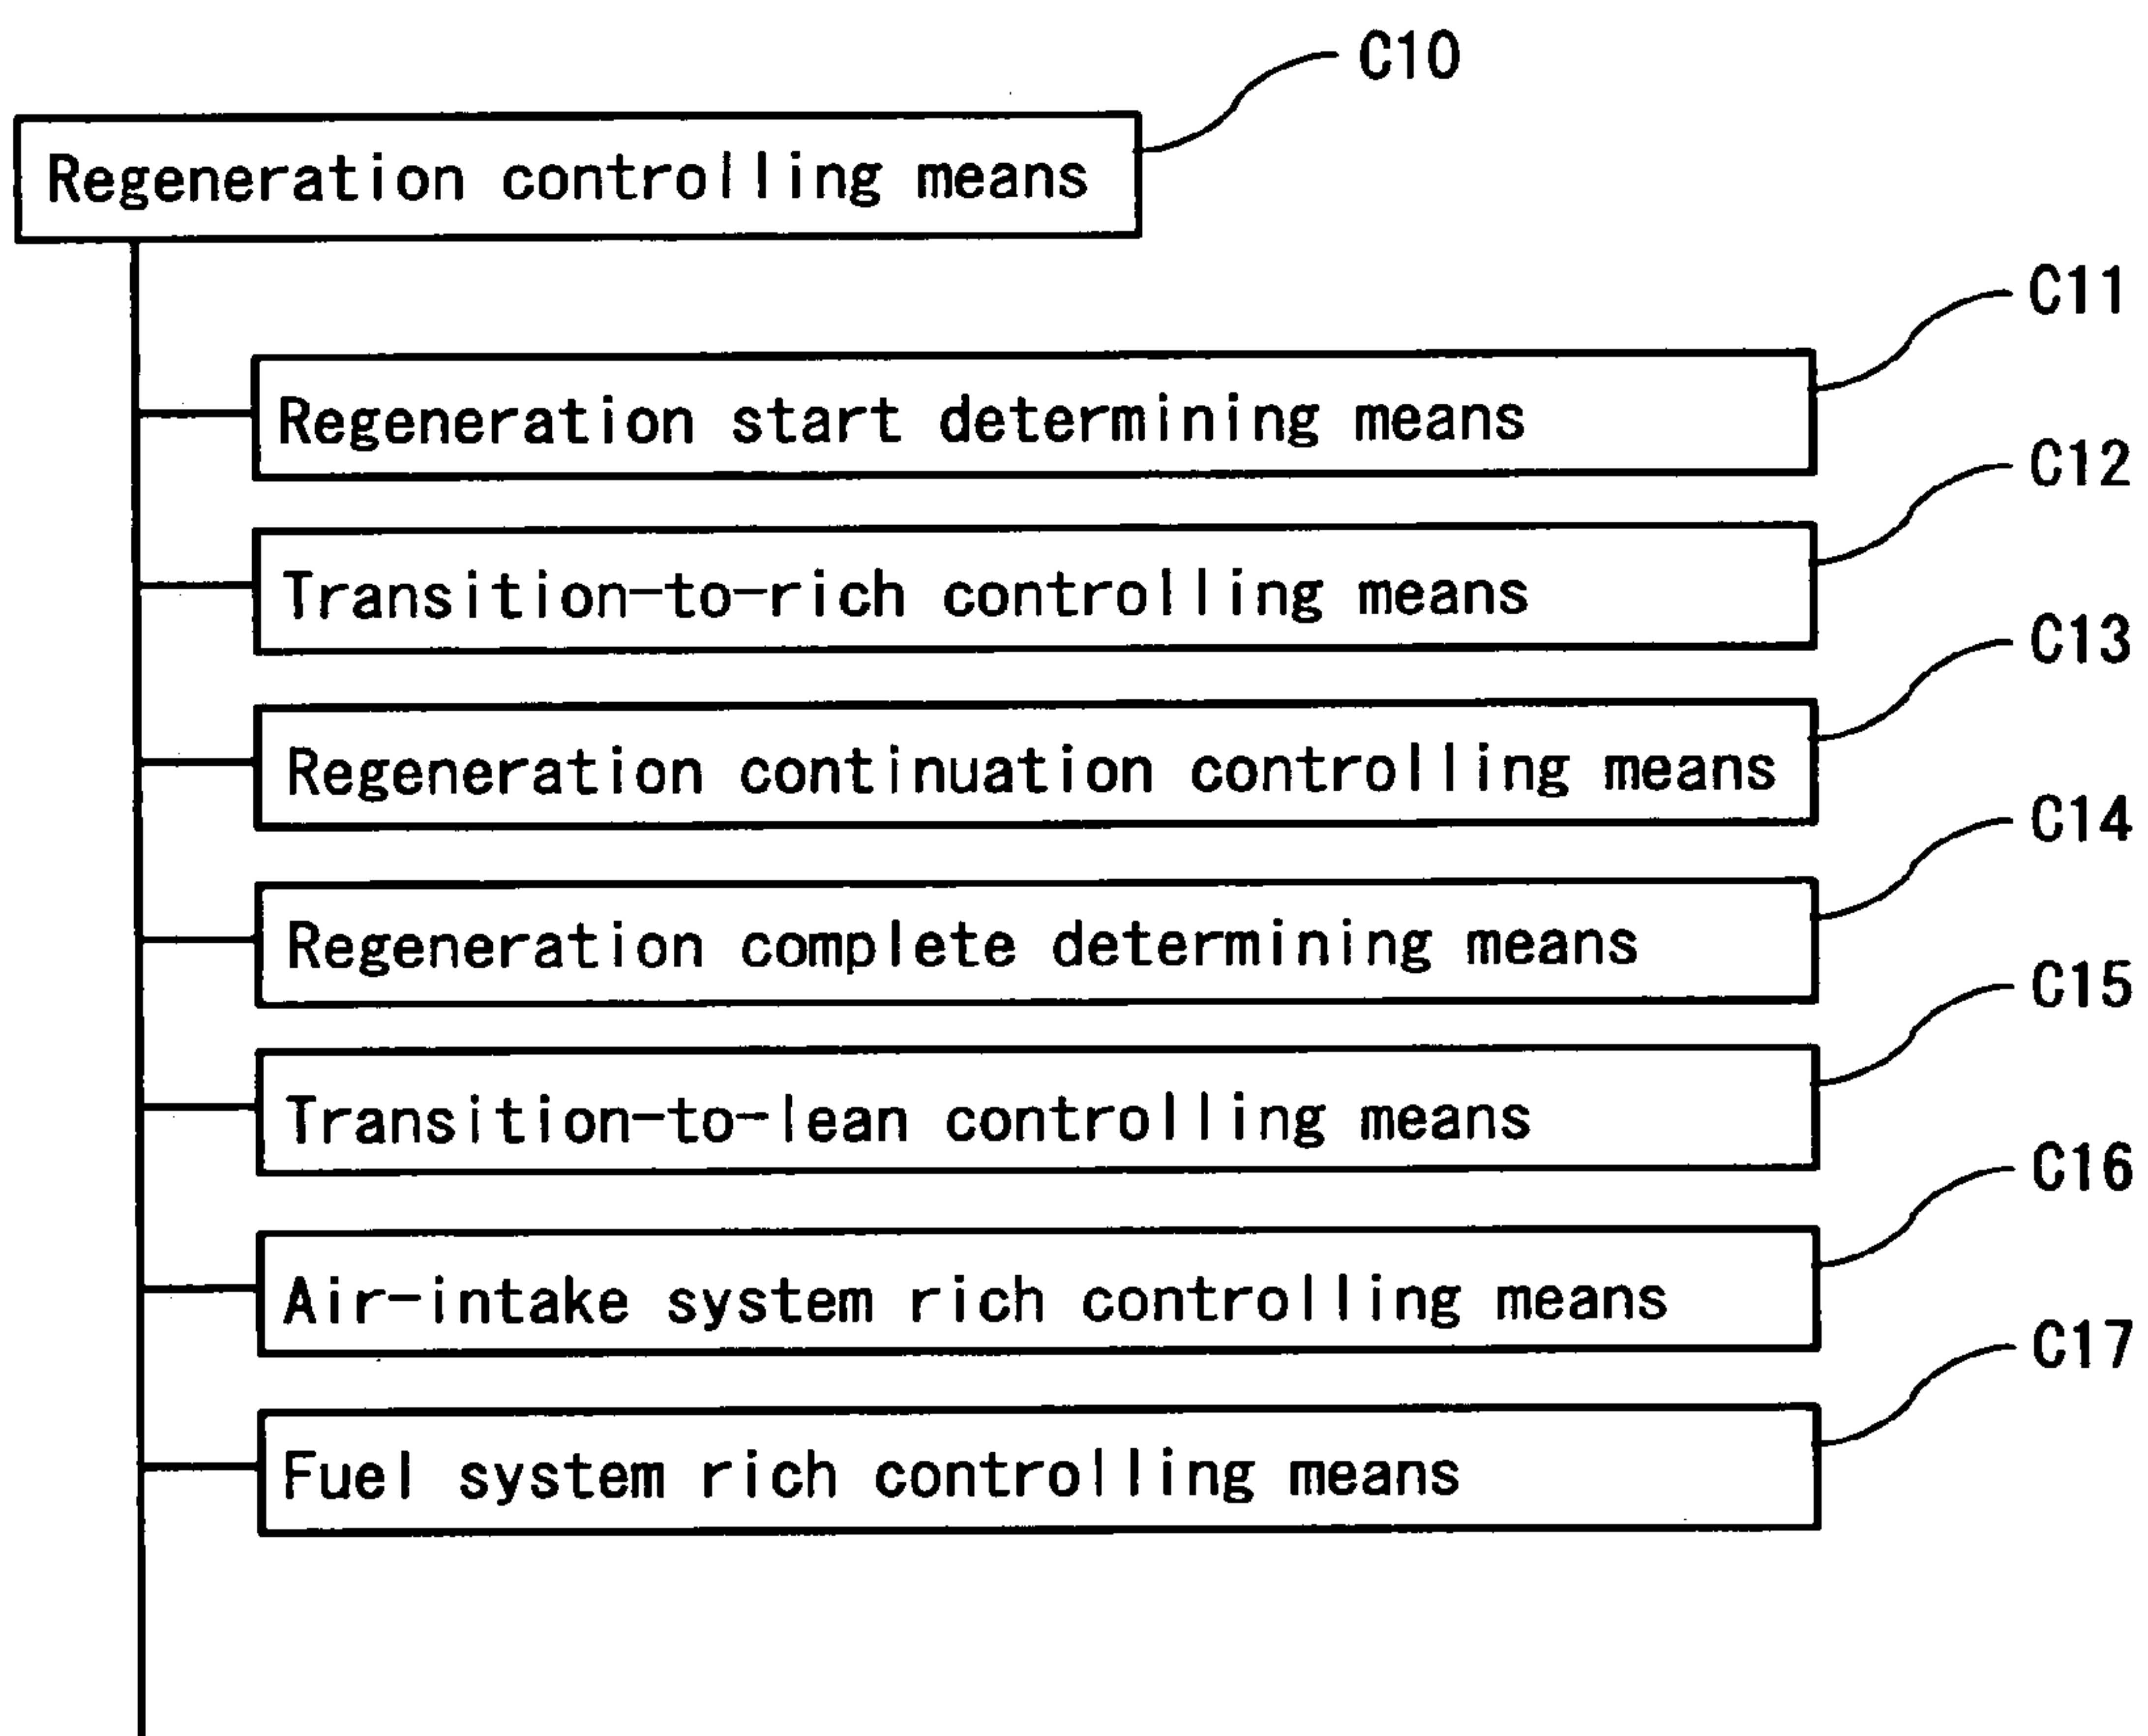 C10
Regeneration controlling means
C11
Regeneration start determining means
C12
Transition-to-rich controlling means
C13
Regeneration continuation controlling means
C14
Regeneration complete determining means
C15
Transition-to-lean controlling means
C16
Air-intake system rich controlling means
C17
Fuel system rich controlling means